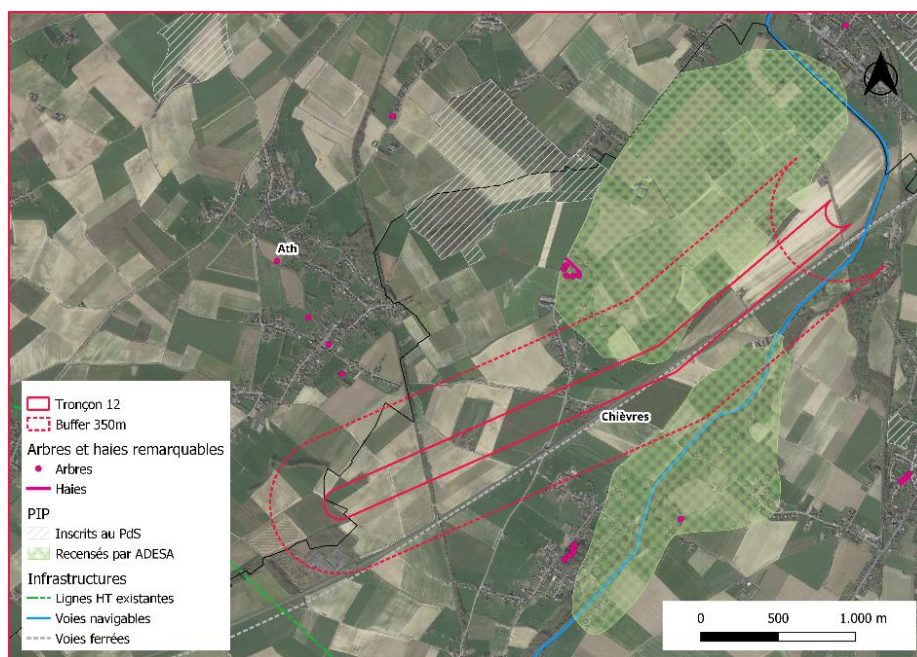 Ath
Chièvres
Tronçon 12
Buffer 350m
Arbres et haies remarquables
Arbres
Haies
PIP
Inscrits au PdS
Recensés par ADESA
Infrastructures
Lignes HT existantes
Voies navigables
Voies ferrées
0 500 1.000 m